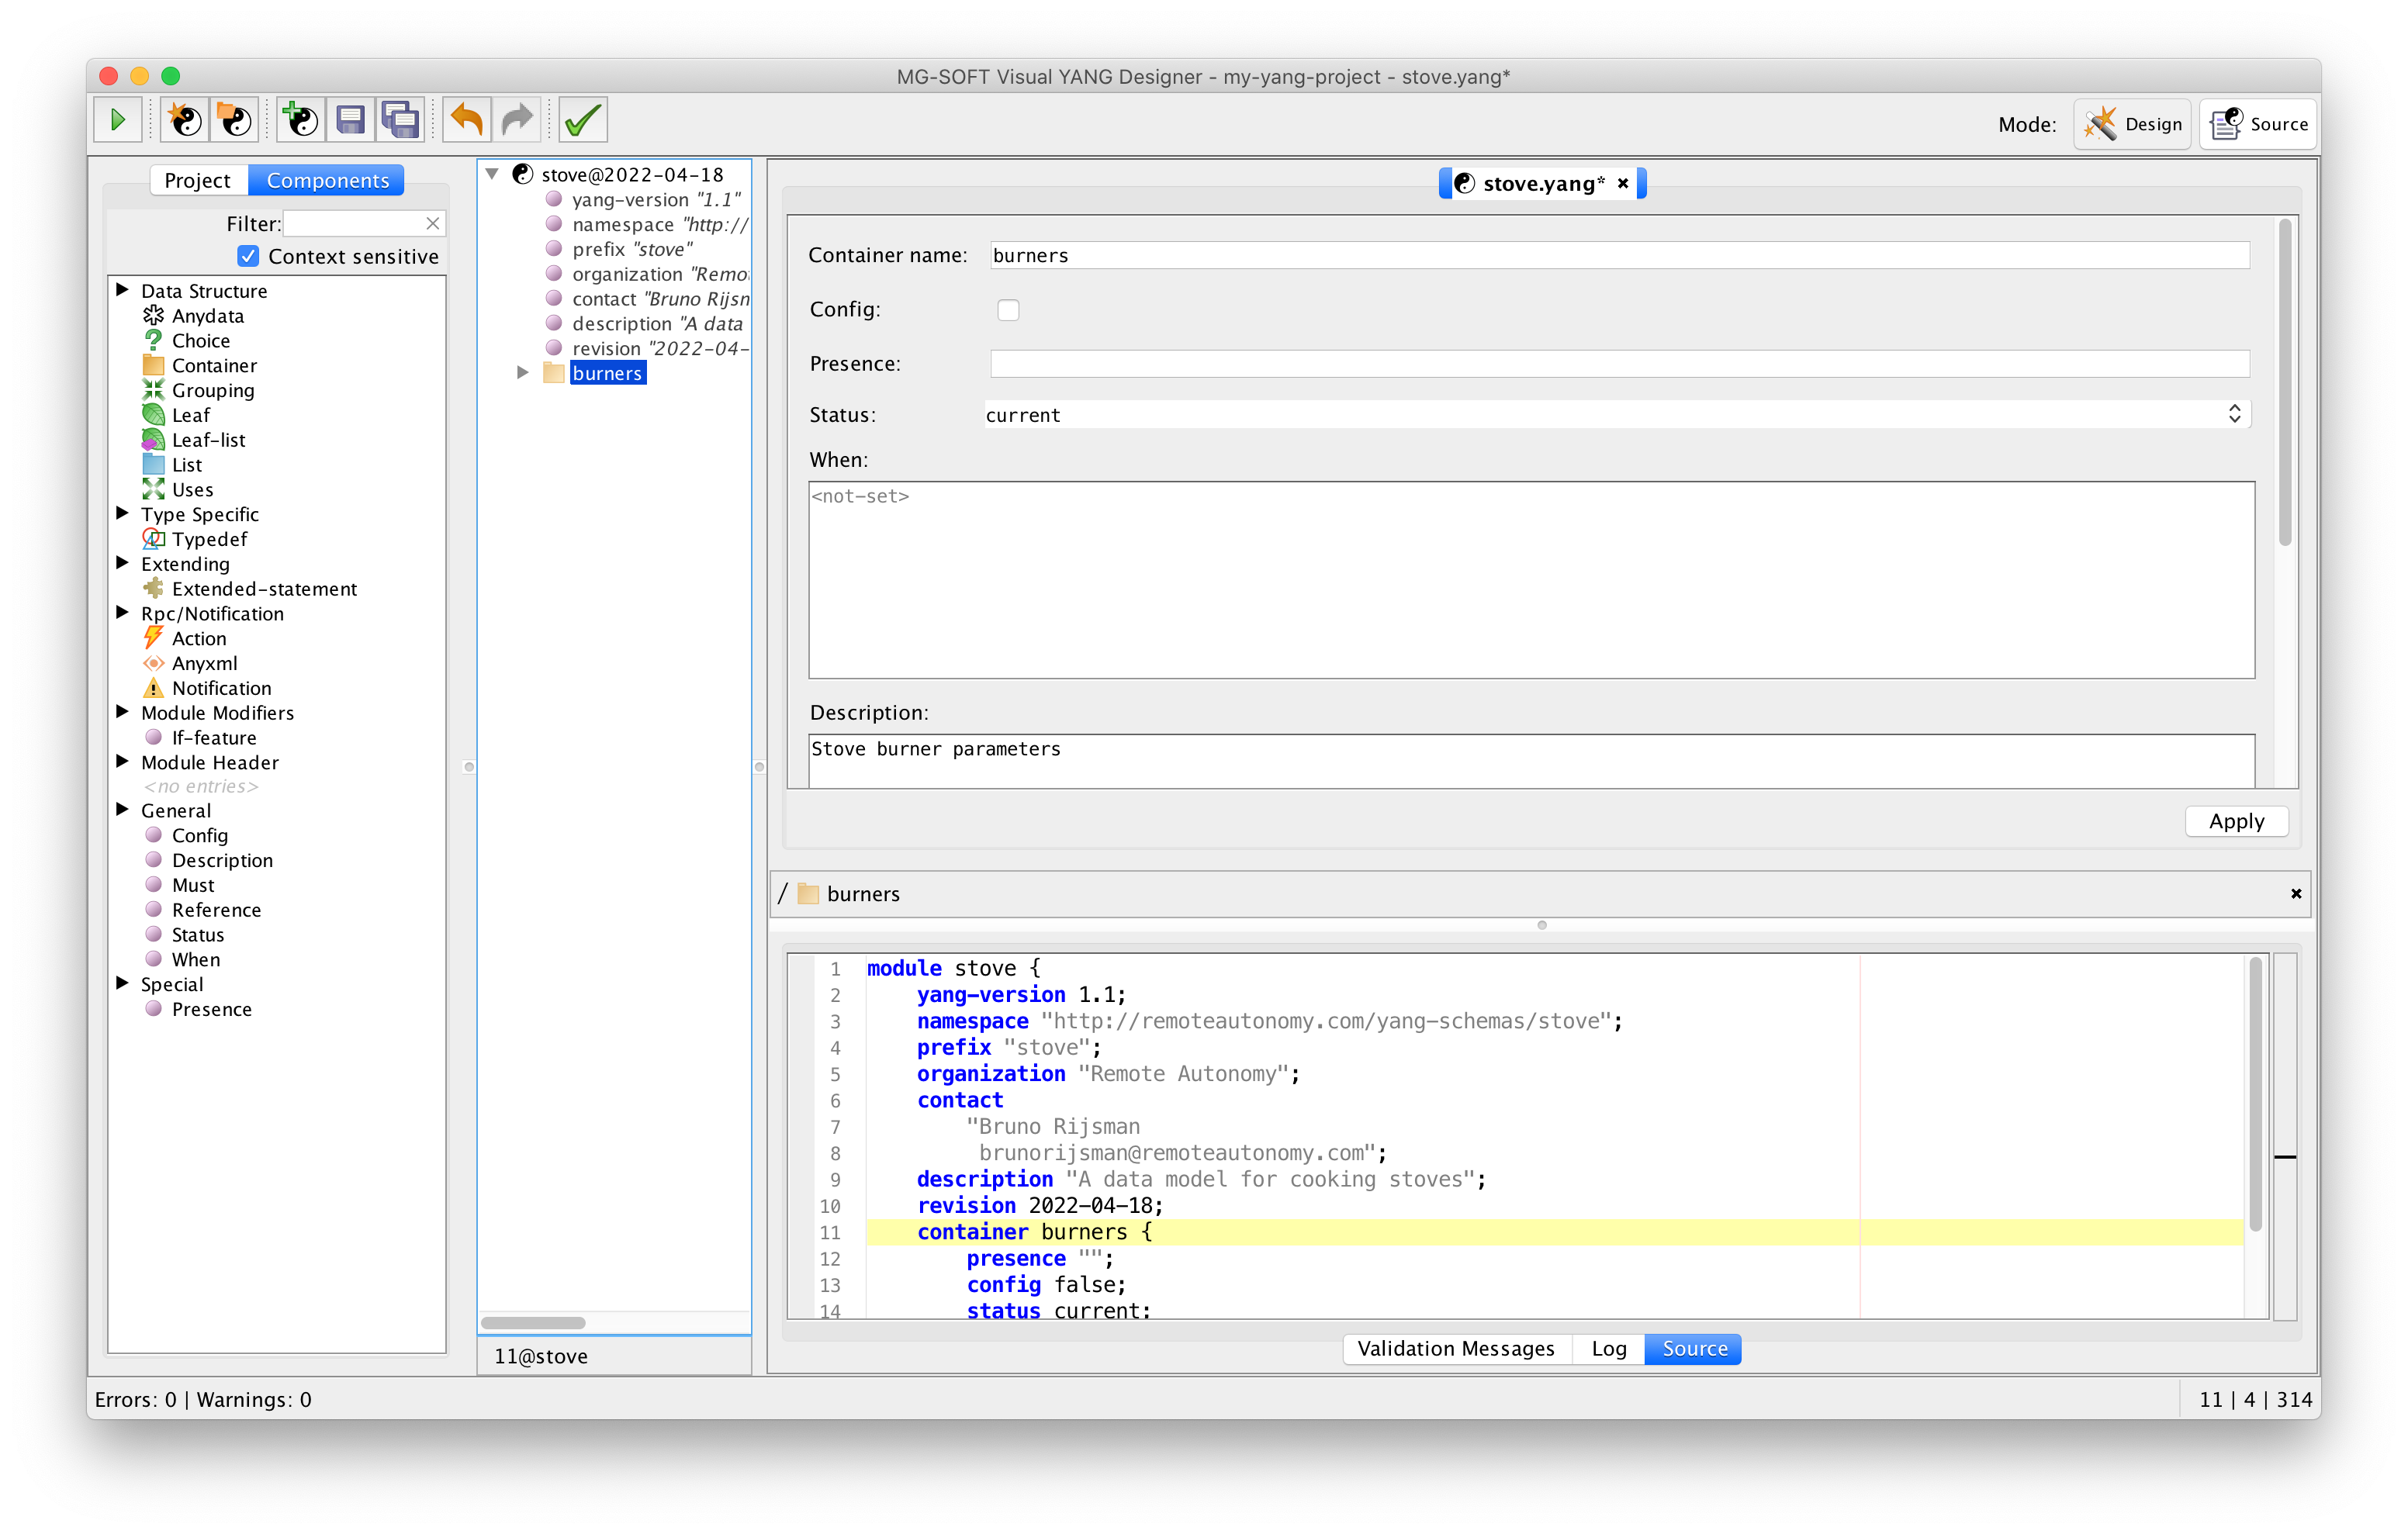 MG-SOFT Visual YANG Designer - my-yang-project - stove.yang*
Mode: Design Source
Project Components
Filter:
Context sensitive
Data Structure
Anydata
Choice
Container
Grouping
Leaf
Leaf-list
List
Uses
Type Specific
Typedef
Extending
Extended-statement
Rpc/Notification
Action
Anyxml
Notification
Module Modifiers
If-feature
Module Header
<no entries>
General
Config
Description
Must
Reference
Status
When
Special
Presence
stove@2022-04-18
yang-version "1.1"
namespace "http://
prefix "stove"
organization "Remo
contact "Bruno Rijsn
description "A data
revision "2022-04-
burners
11@stove
stove.yang*
Container name: burners
Config:
Presence:
Status: current
When:
<not-set>
Description:
Stove burner parameters
Apply
/ burners
1 module stove {
2 yang-version 1.1;
3 namespace "http://remoteautonomy.com/yang-schemas/stove";
4 prefix "stove";
5 organization "Remote Autonomy";
6 contact
7 "Bruno Rijsman
8 brunorijsman@remoteautonomy.com";
9 description "A data model for cooking stoves";
10 revision 2022-04-18;
11 container burners {
12 presence "";
13 config false;
14 status current;
Validation Messages Log Source
Errors: 0 | Warnings: 0
11 | 4 | 314